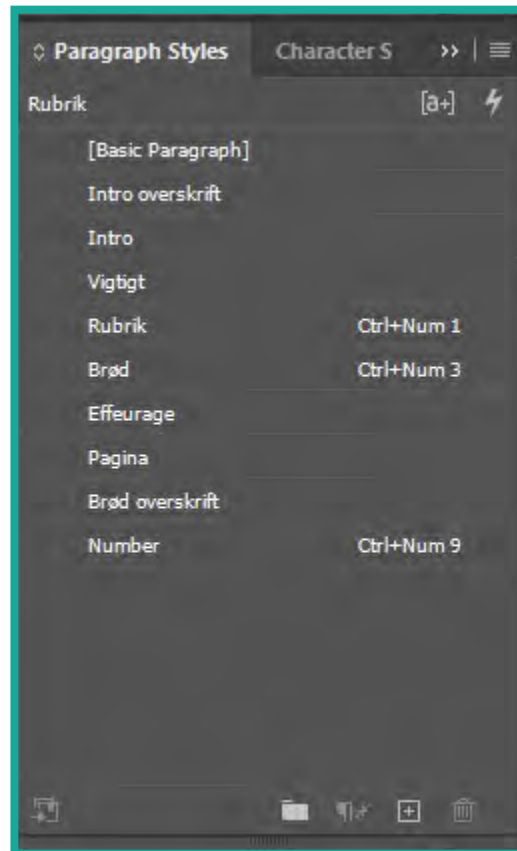 Paragraph Styles Character S
Rubrik [a+]
[Basic Paragraph]
Intro overskrift
Intro
Vigtigt
Rubrik Ctrl+Num 1
Brød Ctrl+Num 3
Effeurage
Pagina
Brød overskrift
Number Ctrl+Num 9